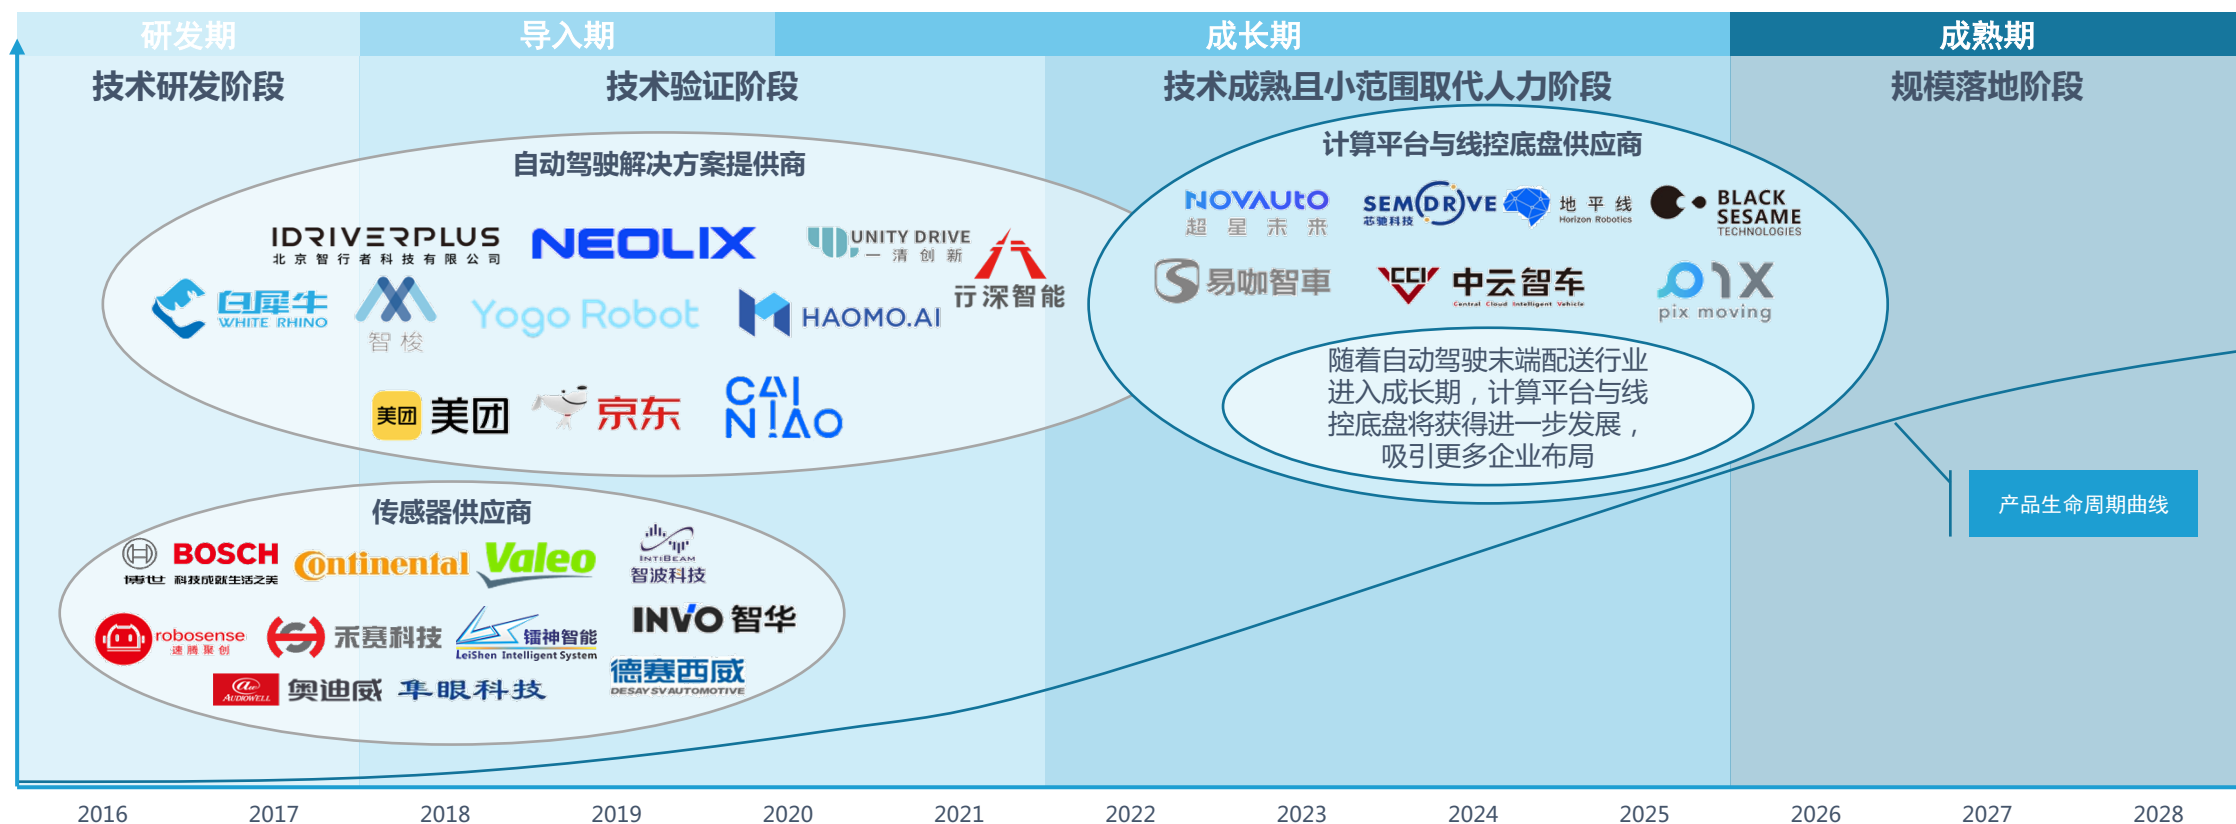 研发期
导入期
成长期
成熟期
技术研发阶段
技术验证阶段
技术成熟且小范围取代人力阶段
规模落地阶段
自动驾驶解决方案提供商
IDRIVERPLUS
北京智行者科技有限公司
NEOLIX
UNITY DRIVE
一清创新
行深智能
白犀牛
WHITE RHINO
智梭
Yogo Robot
HAOMO.AI
美团
美团
京东
CAI
NIAO
计算平台与线控底盘供应商
NOVAUTO
超星未来
SEMIDRIVE
芯驰科技
地平线
Horizon Robotics
BLACK
SESAME
TECHNOLOGIES
易咖智車
CCI
中云智车
Central Cloud Intelligent Vehicle
PIX
pix moving
随着自动驾驶末端配送行业
进入成长期，计算平台与线
控底盘将获得进一步发展，
吸引更多企业布局
传感器供应商
BOSCH
博世 科技成就生活之美
Continental
Valeo
INTIBEAM
智波科技
robosense
速腾聚创
禾赛科技
镭神智能
LeiShen Intelligent System
INVO 智华
AUDIOWELL
奥迪威
隼眼科技
德赛西威
DESAY SV AUTOMOTIVE
产品生命周期曲线
2016 2017 2018 2019 2020 2021 2022 2023 2024 2025 2026 2027 2028